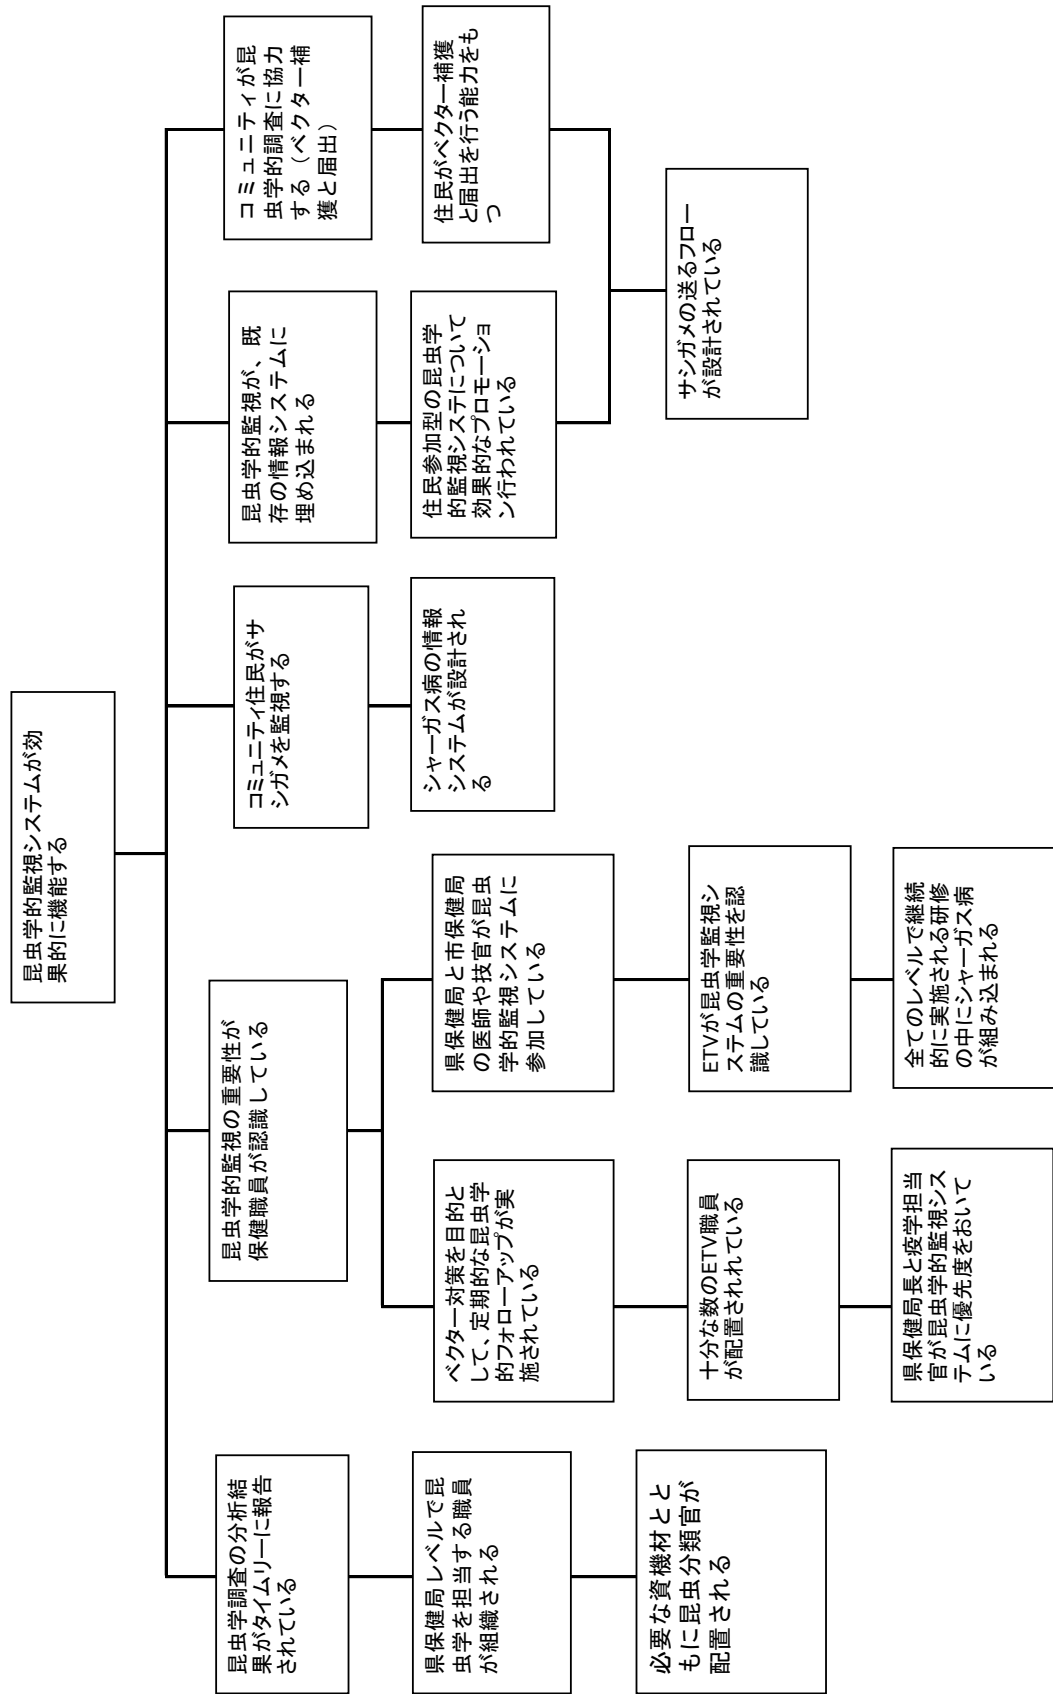 昆虫学的監視システムが効
果的に機能する
昆虫学調査の分析結
果がタイムリーに報告
されている
県保健局レベルで昆
虫学を担当する職員
が組織される
必要な資機材とと
もに昆虫分類官が
配置される
昆虫学的監視の重要性が
保健職員が認識している
ベクター対策を目的と
して、定期的な昆虫学
的フォローアップが実
施されている
十分な数のETV職員
が配置されれている
県保健局長と疫学担当
官が昆虫学的監視シス
テムに優先度をおいて
いる
県保健局と市保健局
の医師や技官が昆虫
学的監視システムに
参加している
ETVが昆虫学監視シ
ステムの重要性を認
識している
全てのレベルで継続
的に実施される研修
の中にシャーガス病
が組み込まれる
コミュニティ住民がサ
シガメを監視する
シャーガス病の情報
システムが設計され
る
昆虫学的監視が、既
存の情報システムに
埋め込まれる
住民参加型の昆虫学
的監視システについて
効果的なプロモーショ
ン行われている
コミュニティが昆
虫学的調査に協力
する（ベクター補
獲と届出）
住民がベクター補獲
と届出を行う能力をも
つ
サシガメの送るフロー
が設計されている